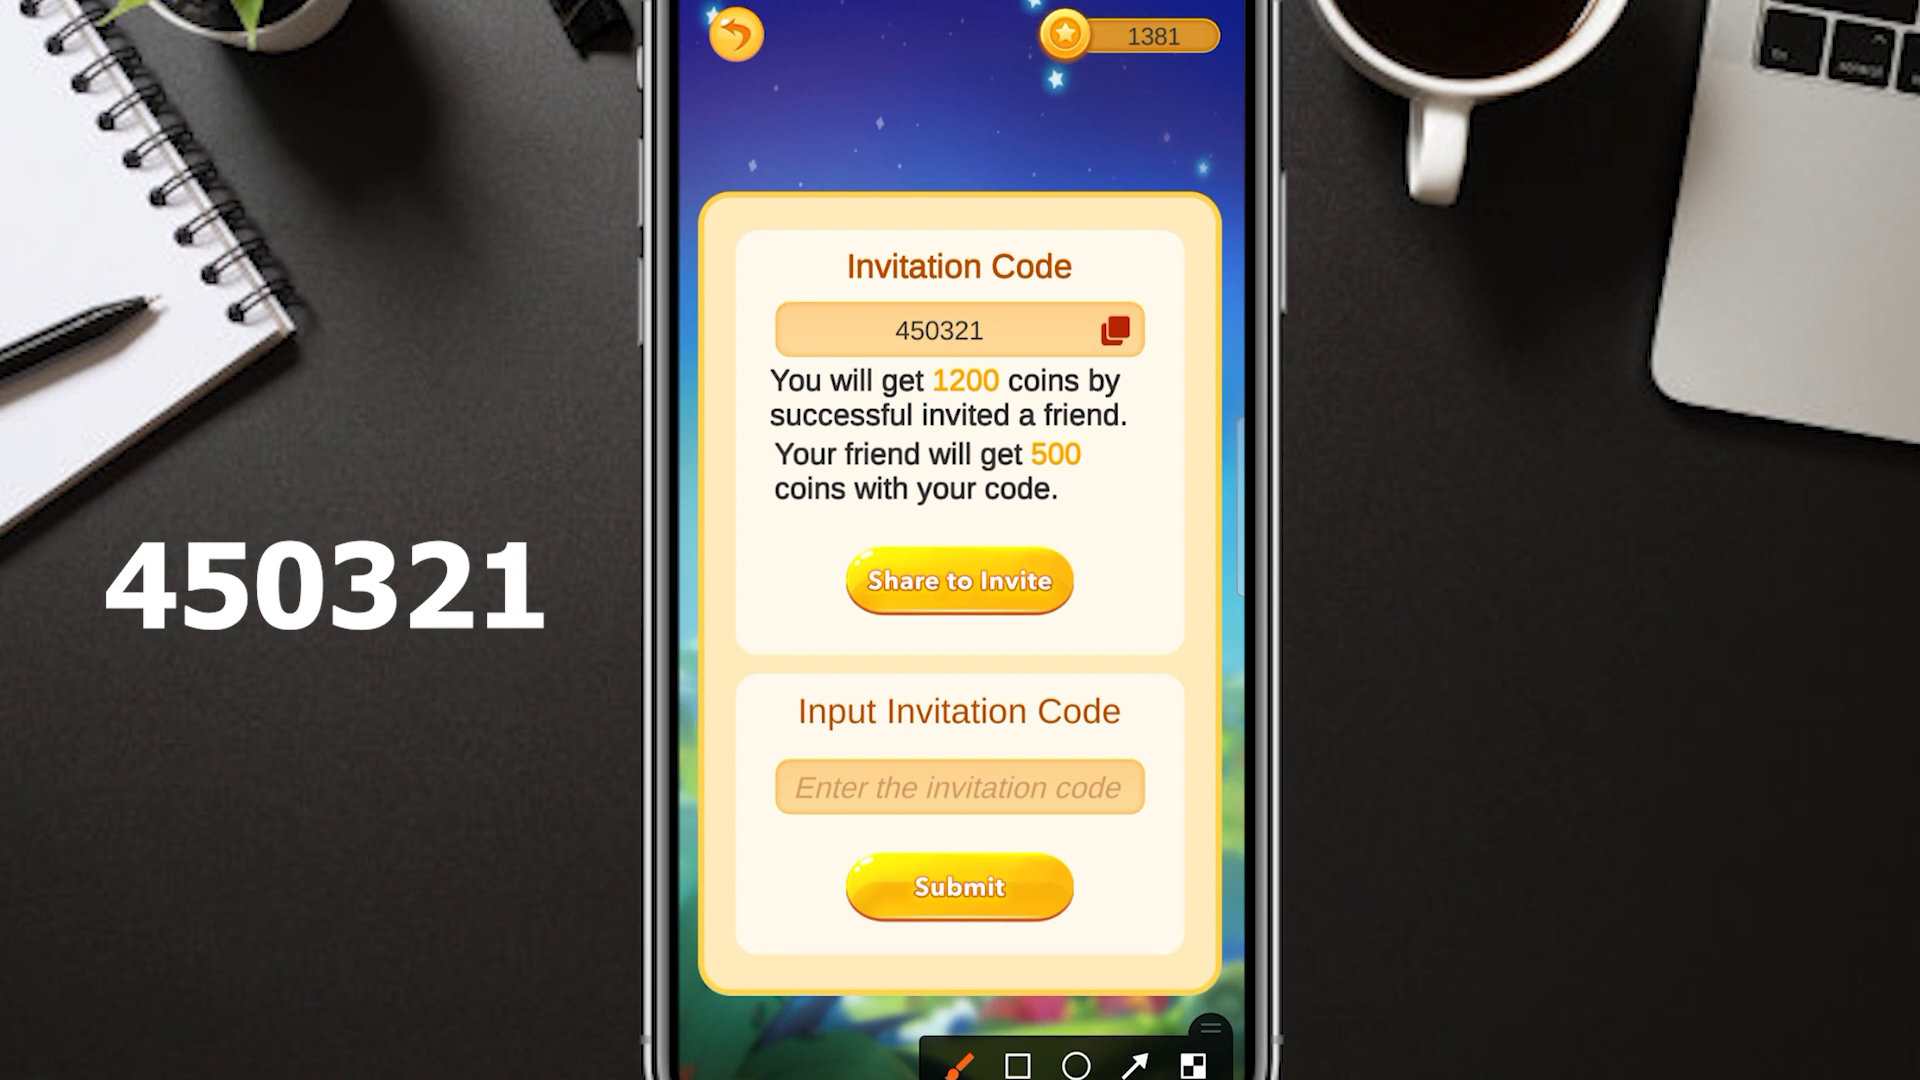 1381
Invitation Code
450321
You will get 1200 coins by
successful invited a friend.
Your friend will get 500
coins with your code.
450321
Share to Invite
Input Invitation Code
Enter the invitation code
Submit